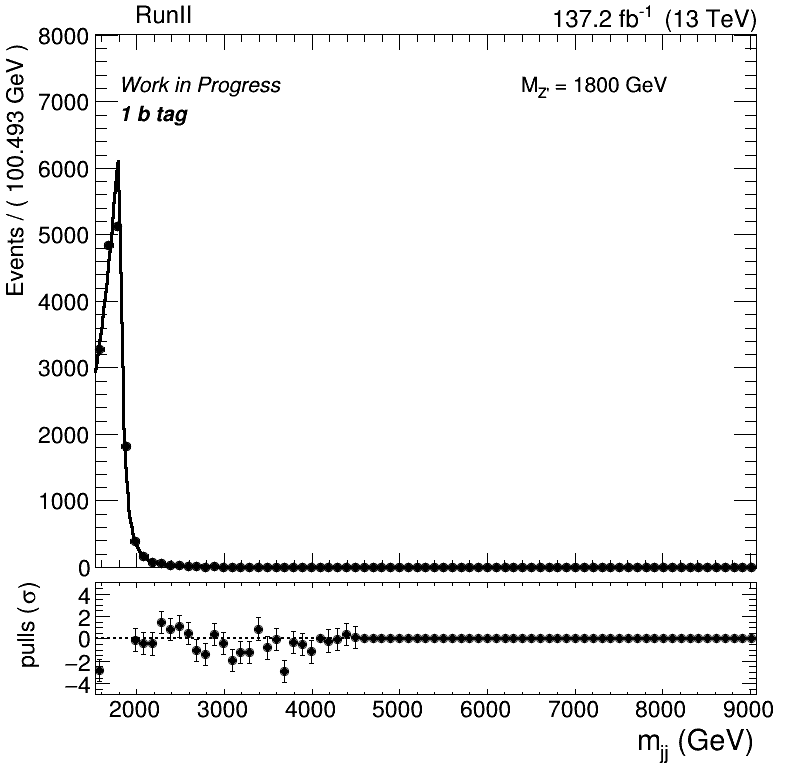 RunII 137.2 fb⁻¹ (13 TeV)
Events / ( 100.493 GeV )
8000
7000
6000
5000
4000
3000
2000
1000
0
Work in Progress
1 b tag
M_Z' = 1800 GeV
pulls (σ)
4
2
0
−2
−4
2000 3000 4000 5000 6000 7000 8000 9000
m_jj (GeV)